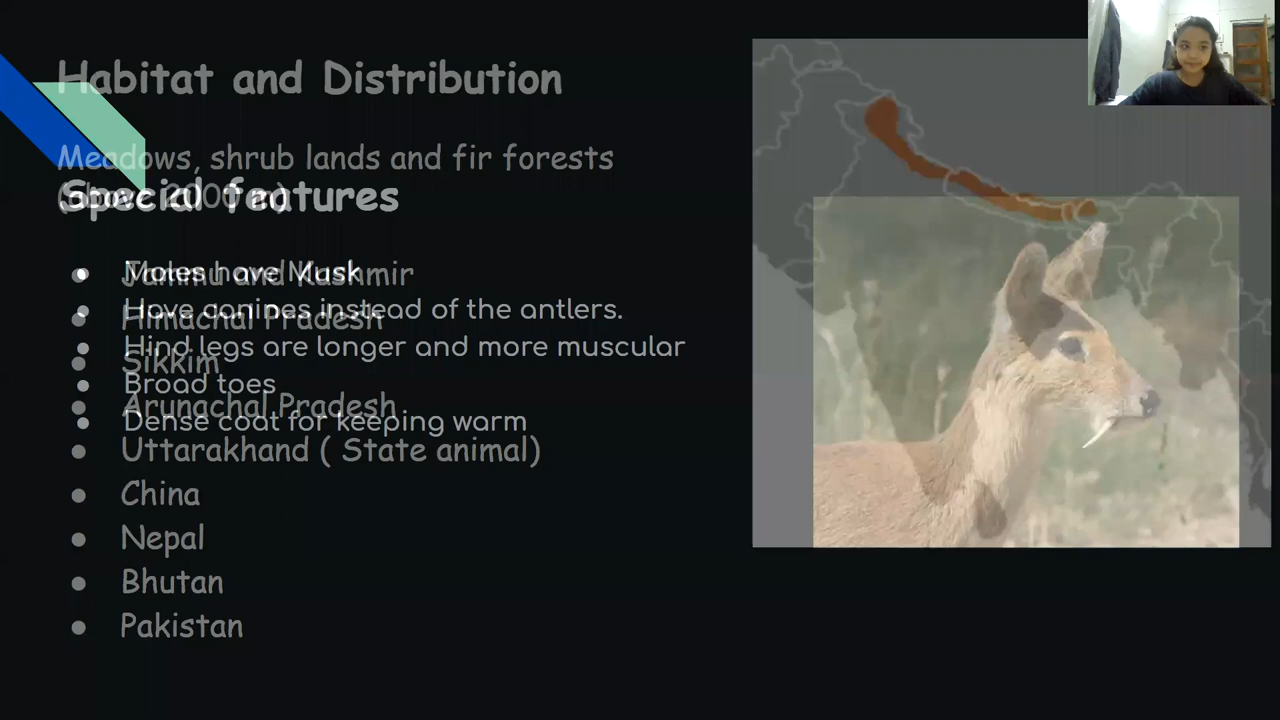 Habitat and Distribution
Meadows, shrub lands and fir forests
(above 2000 m)
Special features
● Jammu and Kashmir
● Himachal Pradesh
● Sikkim
● Arunachal Pradesh
● Uttarakhand ( State animal)
● China
● Nepal
● Bhutan
● Pakistan
● Males have Musk
● Have canines instead of the antlers.
● Hind legs are longer and more muscular
● Broad toes
● Dense coat for keeping warm